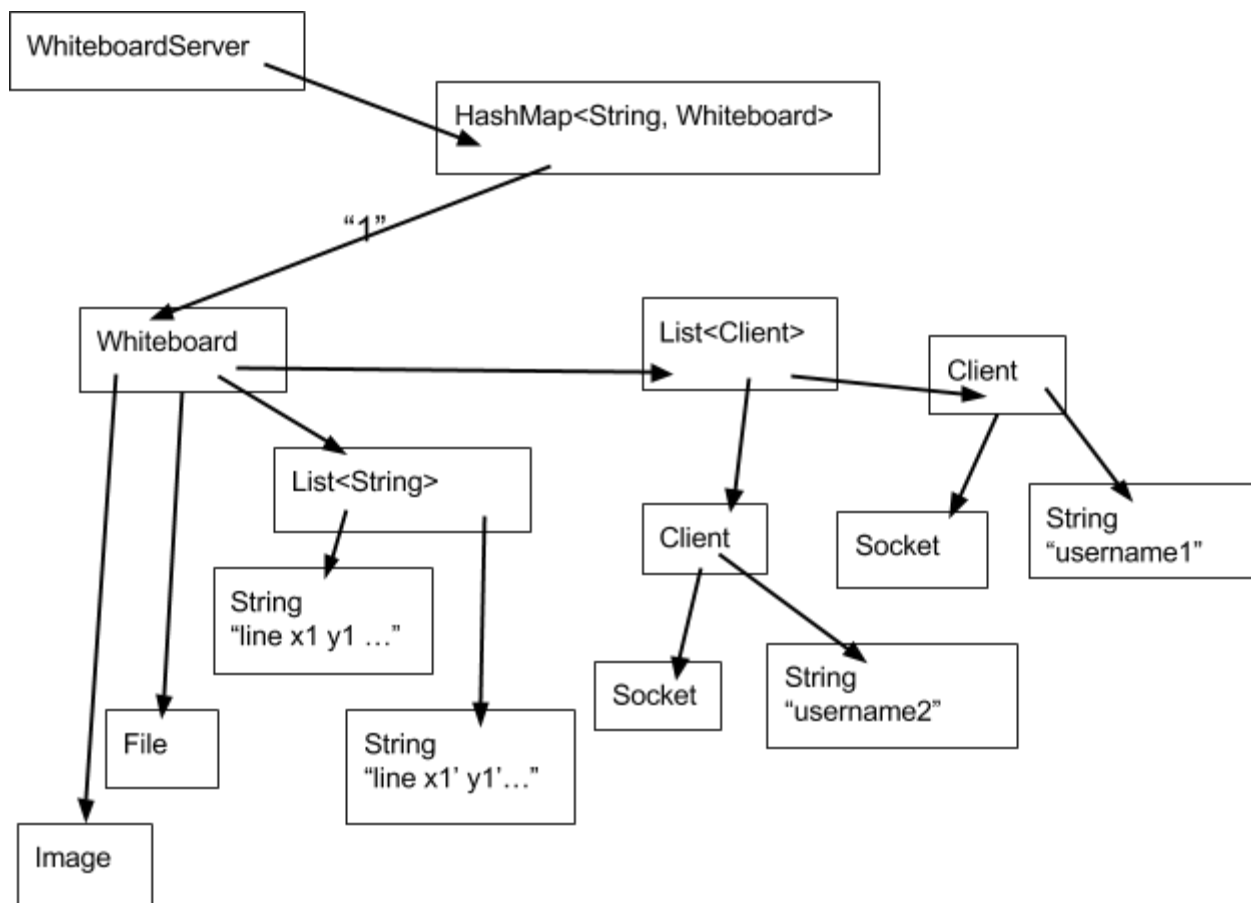 WhiteboardServer
HashMap<String, Whiteboard>
“1”
Whiteboard
List<Client>
Client
List<String>
Client
Socket
String
“username1”
String
“line x1 y1 …”
Socket
String
“username2”
File
String
“line x1’ y1’…”
Image